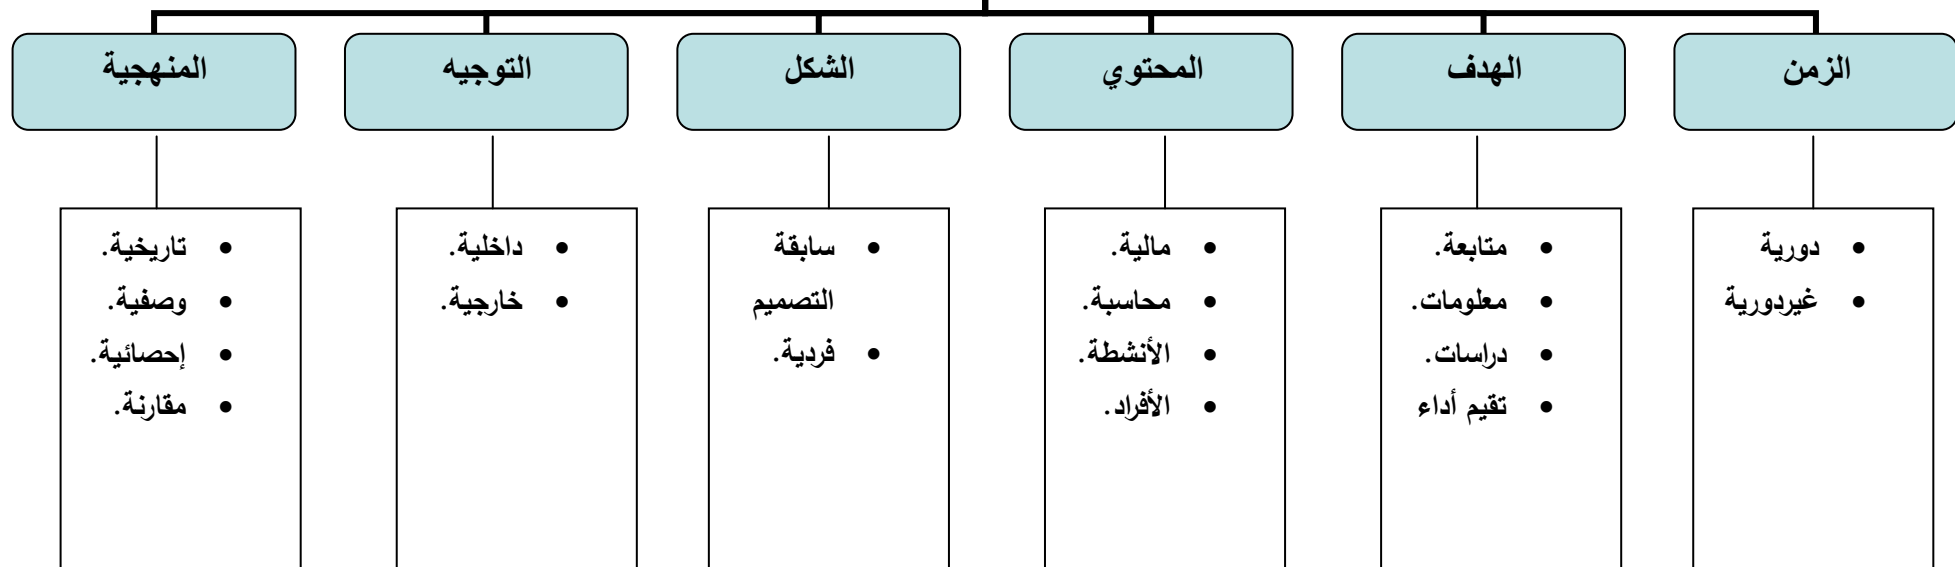 الزمن
الهدف
المحتوي
الشكل
التوجيه
المنهجية
• دورية
• غيردورية
• متابعة.
• معلومات.
• دراسات.
• تقيم أداء
• مالية.
• محاسبة.
• الأنشطة.
• الأفراد.
• سابقة
التصميم
• فردية.
• داخلية.
• خارجية.
• تاريخية.
• وصفية.
• إحصائية.
• مقارنة.